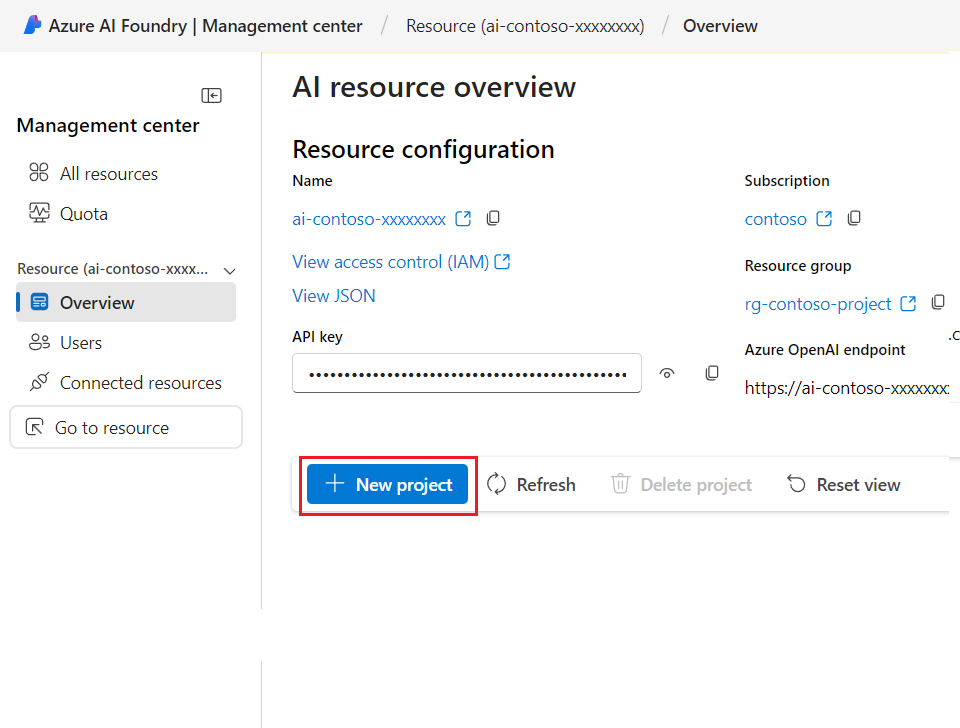 Azure AI Foundry | Management center / Resource (ai-contoso-xxxxxxxx) / Overview
Management center
All resources
Quota
Resource (ai-contoso-xxxx...
Overview
Users
Connected resources
Go to resource
AI resource overview
Resource configuration
Name
ai-contoso-xxxxxxxx
View access control (IAM)
View JSON
API key
••••••••••••••••••••••••••••••••••••••••••••
Subscription
contoso
Resource group
rg-contoso-project
Azure OpenAI endpoint
https://ai-contoso-xxxxxxxx
.c
New project Refresh Delete project Reset view